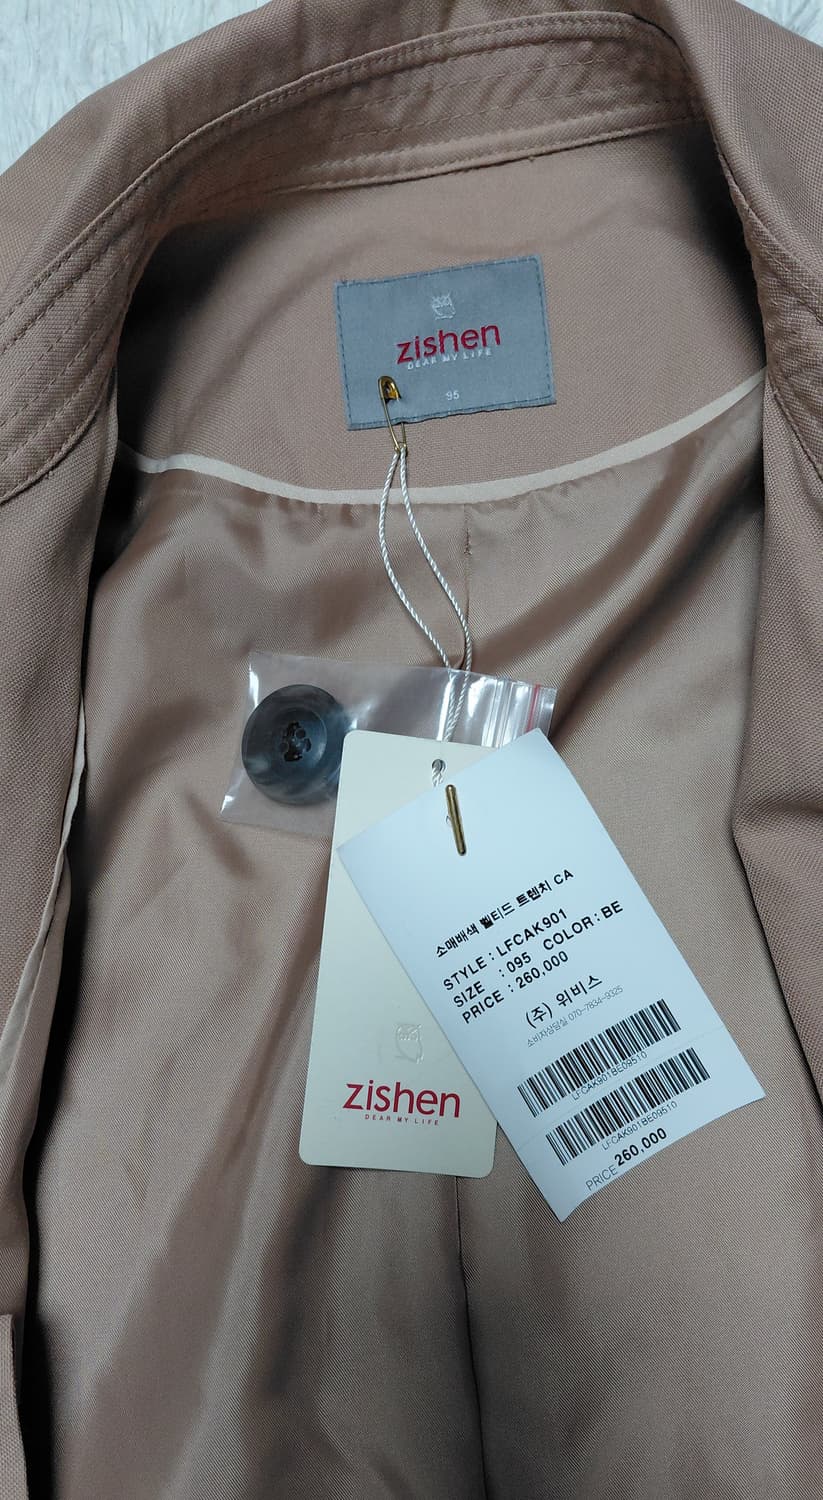 zishen
DEAR MY LIFE
95
소매배색 퀼티드 트렌치 CA
STYLE : LFCAK901
SIZE : 095 COLOR : BE
PRICE : 260,000
(주) 위비스
소비자상담실 070-7834-9325
LFCAK901BE09510
LFCAK901BE09510
PRICE 260,000
zishen
DEAR MY LIFE